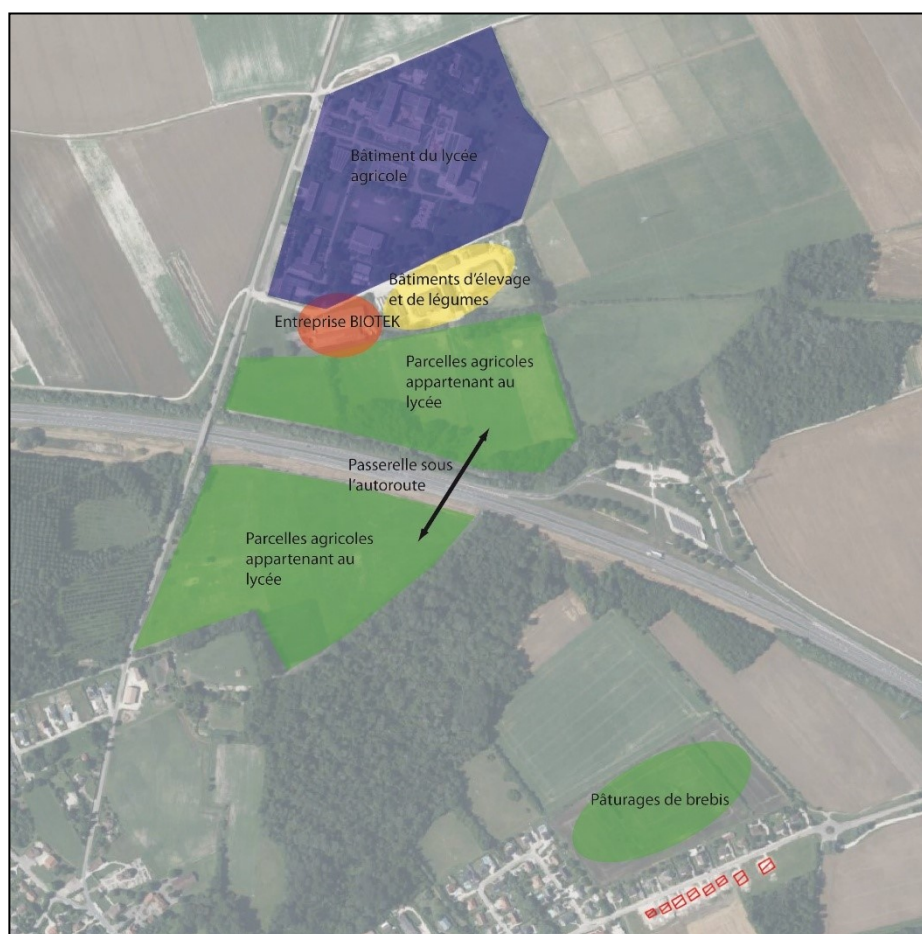 Bâtiment du lycée
agricole
Bâtiments d'élevage
et de légumes
Entreprise BIOTEK
Parcelles agricoles
appartenant au
lycée
Passerelle sous
l'autoroute
Parcelles agricoles
appartenant au
lycée
Pâturages de brebis